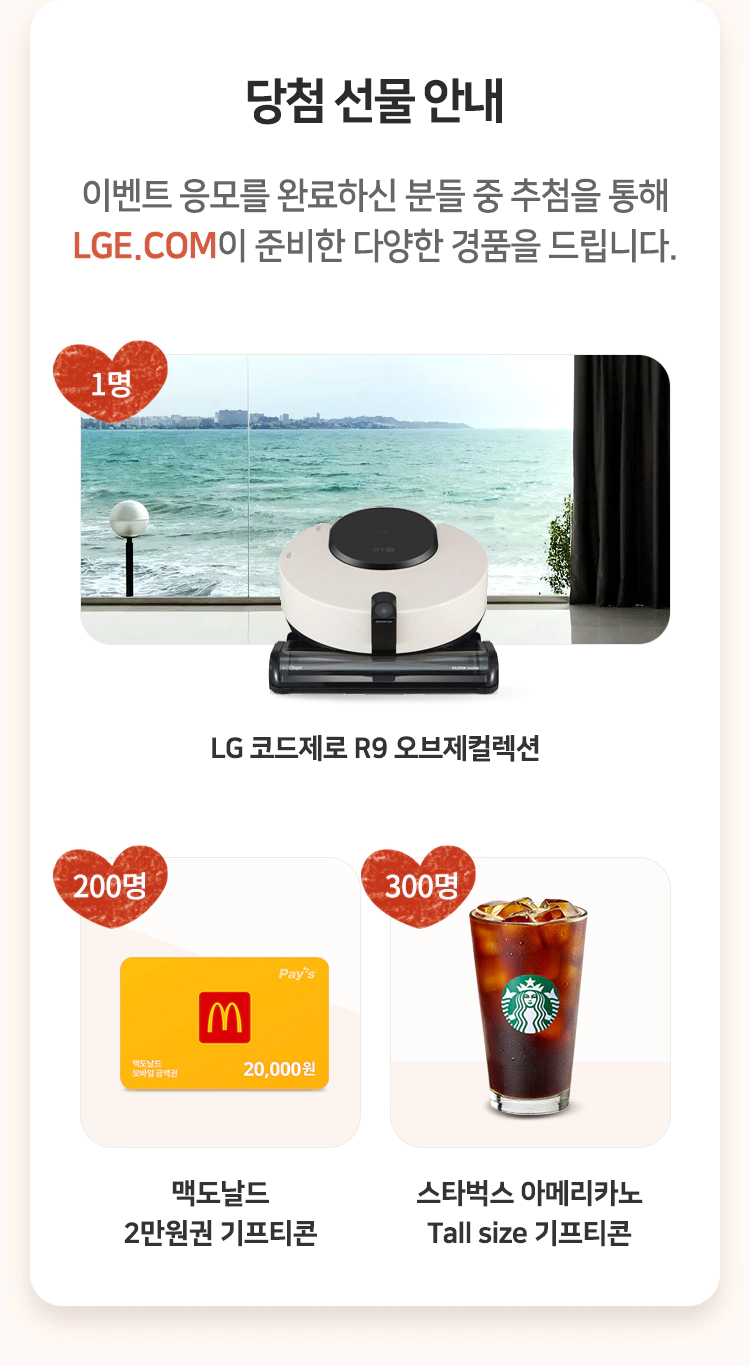 당첨 선물 안내
이벤트 응모를 완료하신 분들 중 추첨을 통해
LGE.COM이 준비한 다양한 경품을 드립니다.
1명
LG 코드제로 R9 오브제컬렉션
200명
300명
Pay's
맥도날드
모바일 금액권
20,000원
맥도날드
2만원권 기프티콘
스타벅스 아메리카노
Tall size 기프티콘